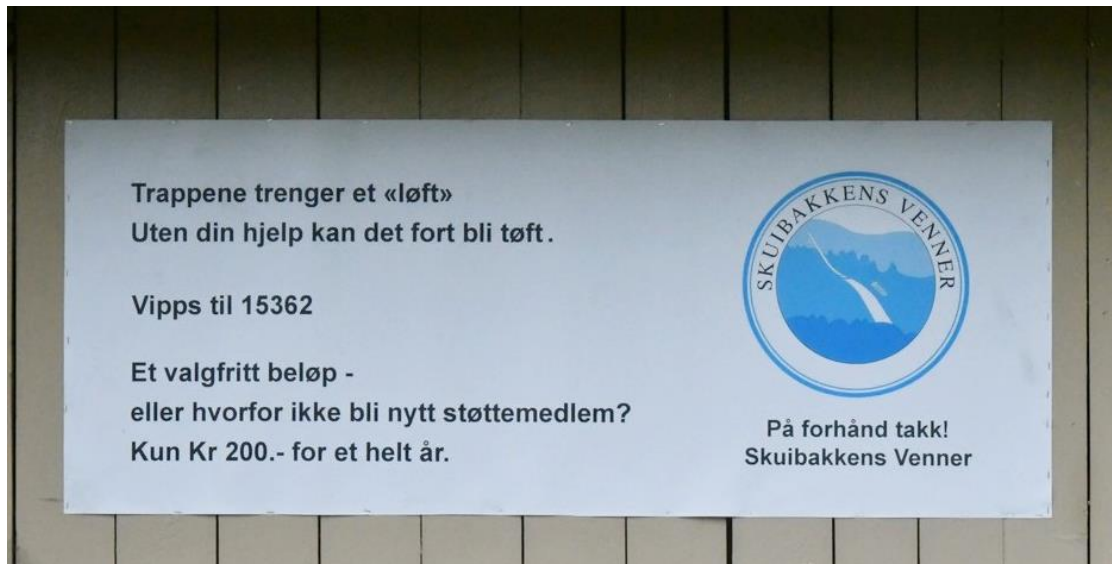 Trappene trenger et «løft»
Uten din hjelp kan det fort bli tøft.
Vipps til 15362
Et valgfritt beløp -
eller hvorfor ikke bli nytt støttemedlem?
Kun Kr 200.- for et helt år.
SKUIBAKKENS VENNER
På forhånd takk!
Skuibakkens Venner